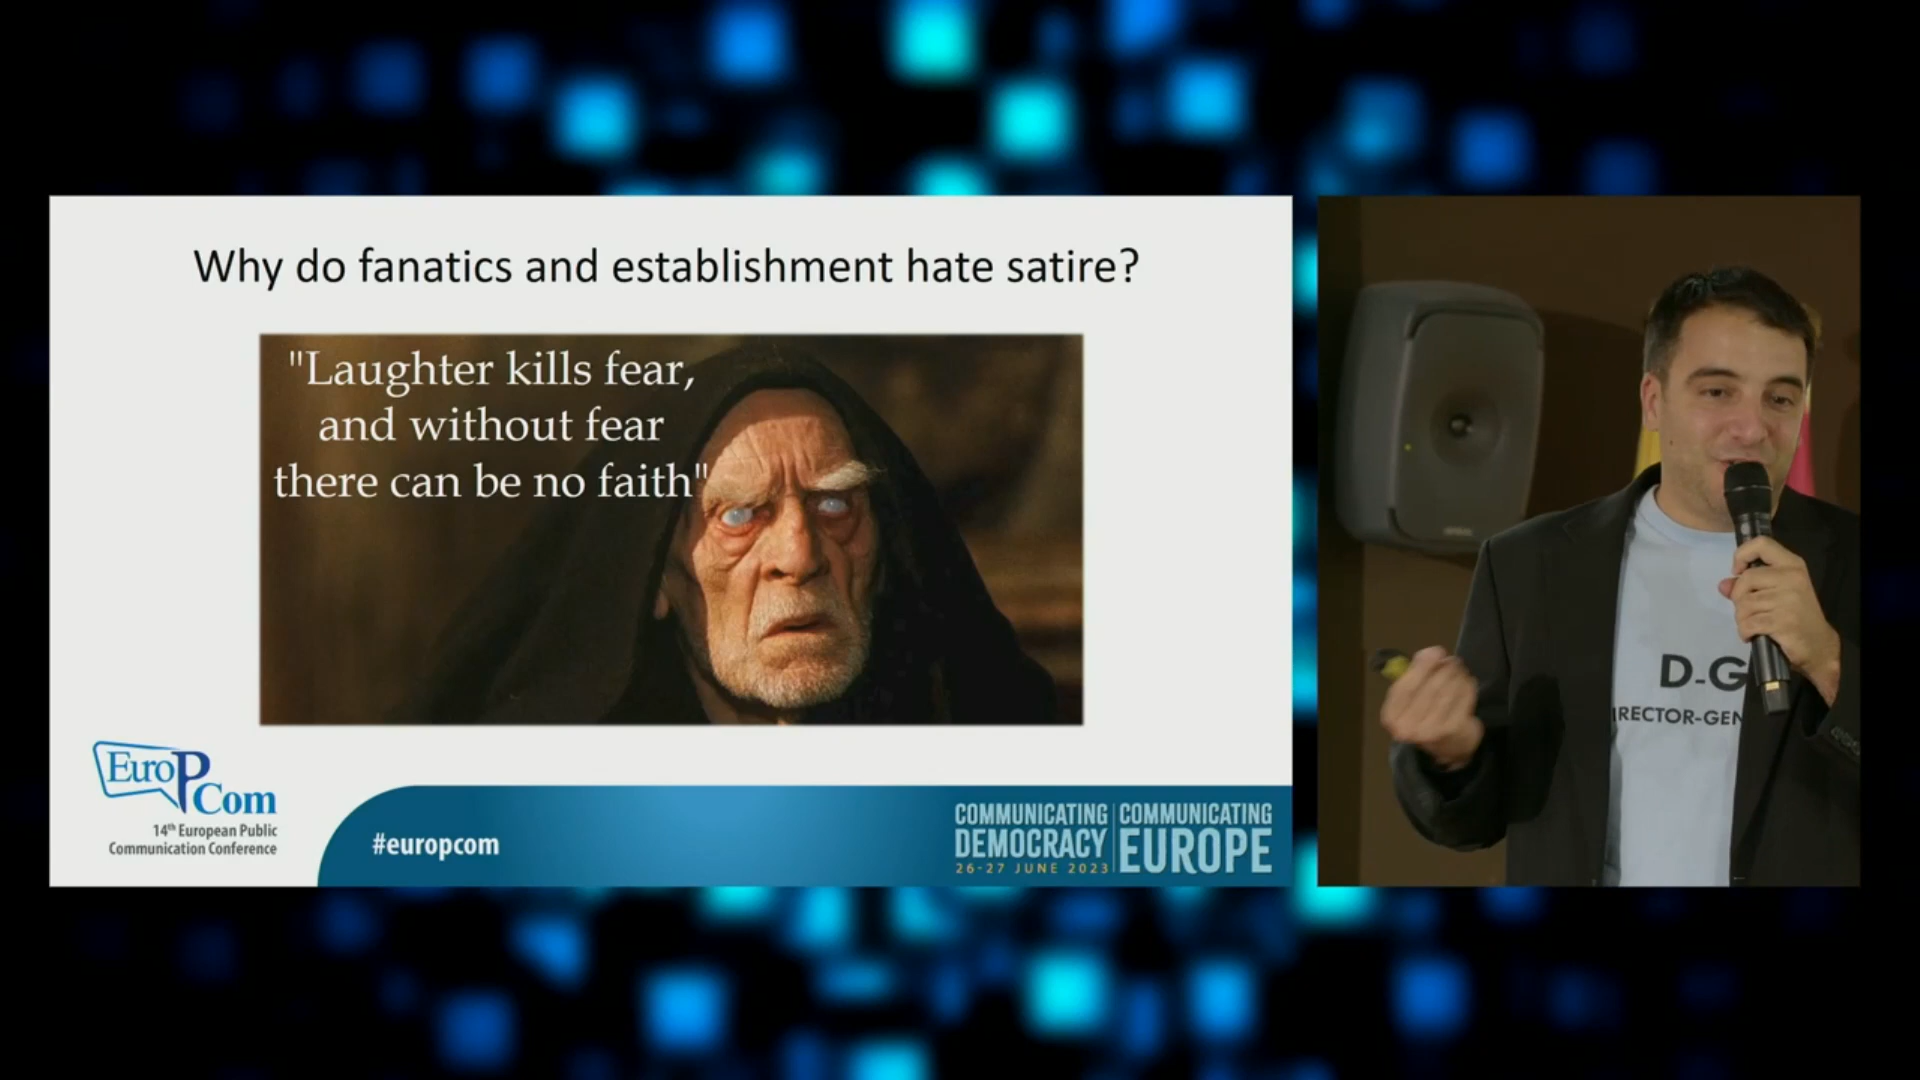 Why do fanatics and establishment hate satire?
"Laughter kills fear,
and without fear
there can be no faith"
EuroPCom
14th European Public
Communication Conference
#europcom
COMMUNICATING
DEMOCRACY
26-27 JUNE 2023
COMMUNICATING
EUROPE
D-G
IRECTOR-GEN